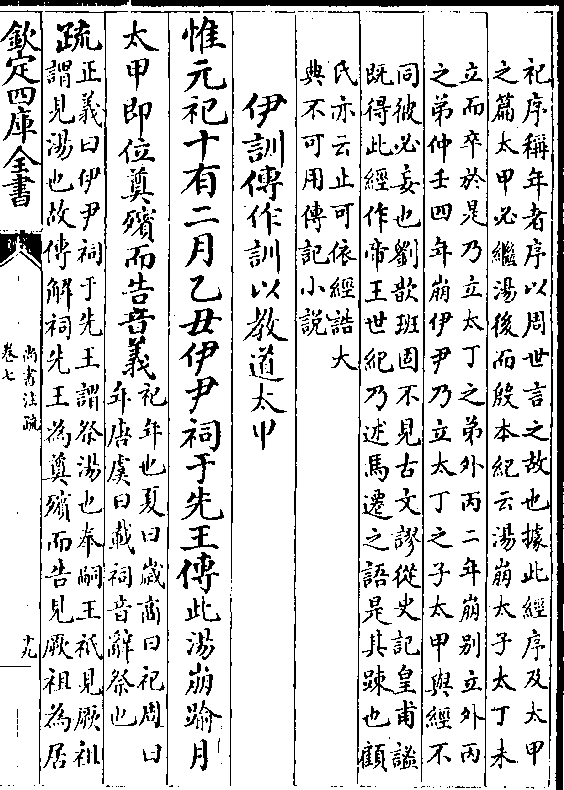 祀序稱年者序以周世言之故也據此經序及太甲
之篇太甲必繼湯後而殷本紀云湯崩太子太丁未
立而卒於是乃立太丁之弟外丙二年崩别立外丙
之弟仲壬四年崩伊尹乃立太丁之子太甲與經不
同彼必妄也劉歆班固不見古文謬從史記皇甫謐
既得此經作帝王世紀乃述馬遷之語是其疎也顧
氏亦云止可依經誥大
典不可用傳記小說
伊訓傳作訓以教道太甲
惟元祀十有二月乙丑伊尹祠于先王傳此湯崩踰月
太甲即位奠殯而告音義祀年也夏曰歲商曰祀周曰
年唐虞曰載祠音辭祭也
疏正義曰伊尹祠于先王謂祭湯也奉嗣王祗見厥祖
謂見湯也故傳解祠先王為奠殯而告見厥祖為居
欽定四庫全書
尚書注疏
卷七
十九